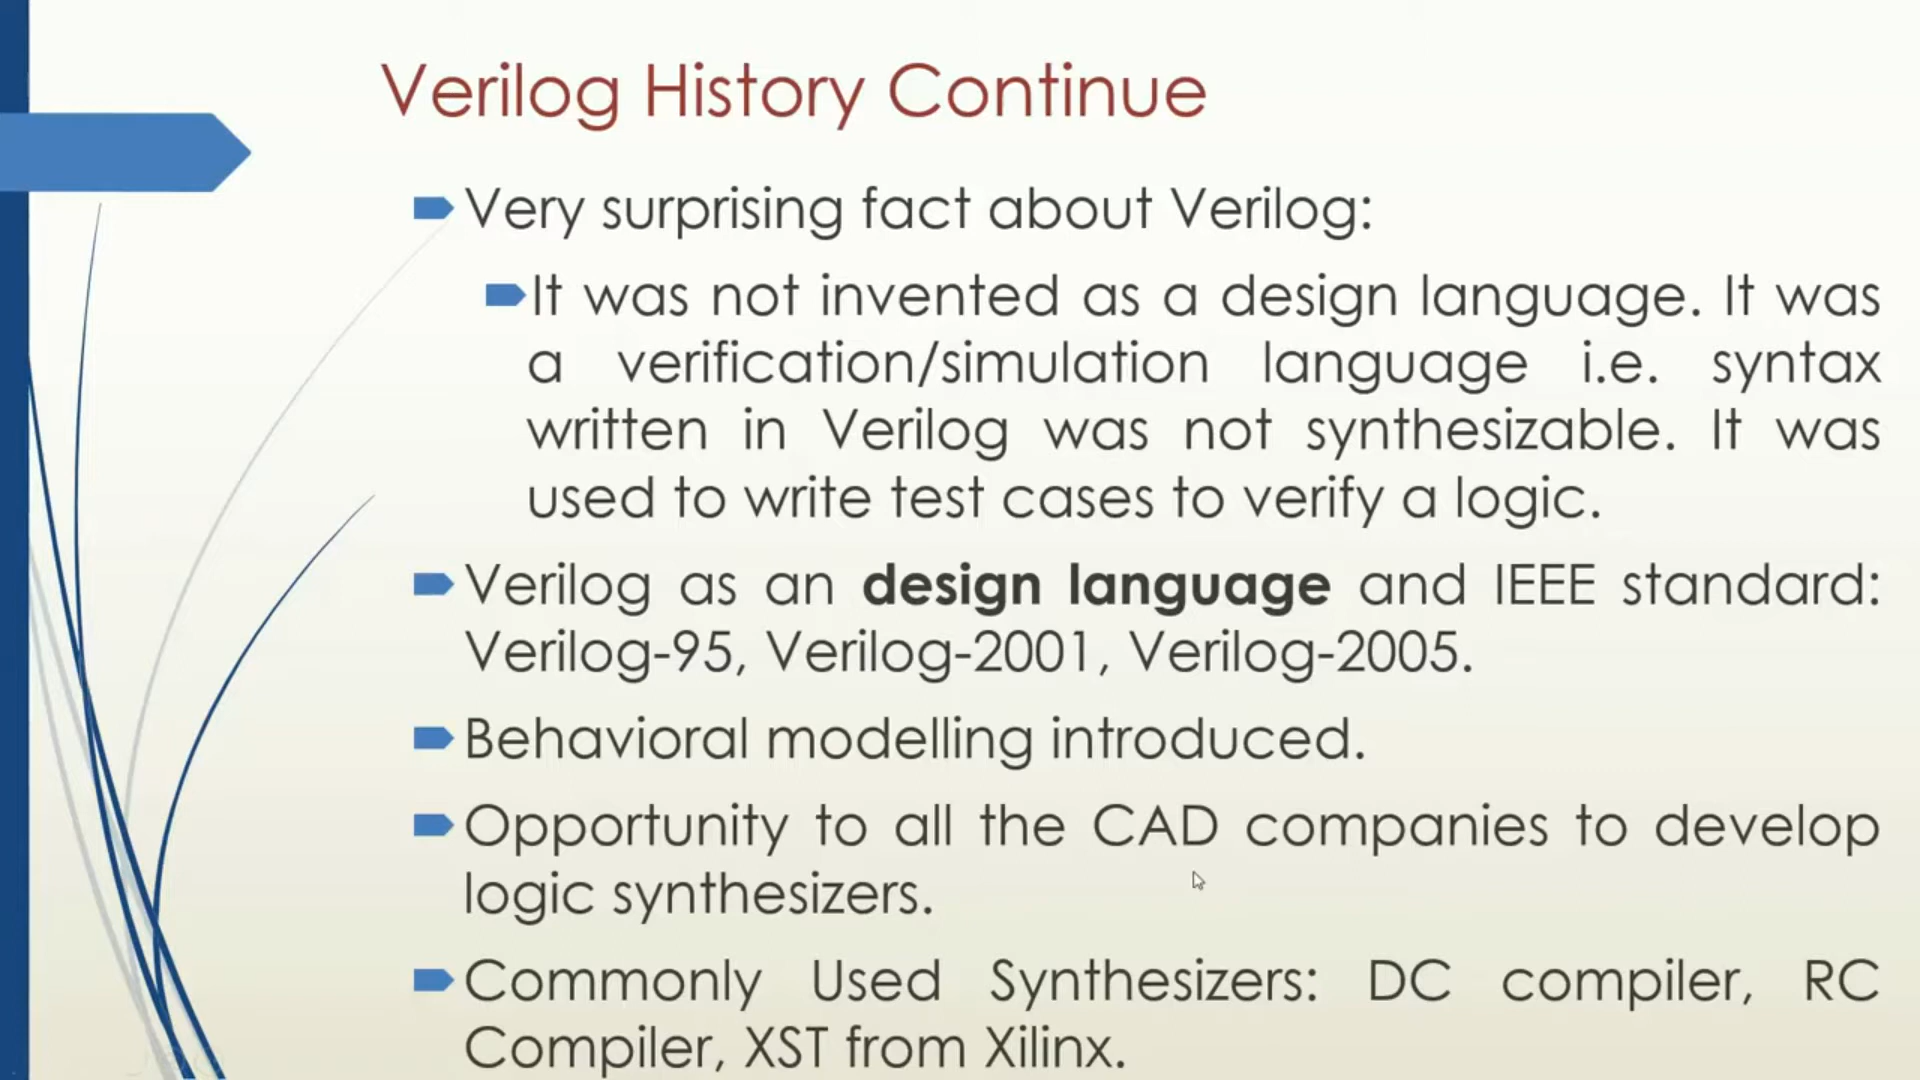 Verilog History Continue
Very surprising fact about Verilog:
It was not invented as a design language. It was
a verification/simulation language i.e. syntax
written in Verilog was not synthesizable. It was
used to write test cases to verify a logic.
Verilog as an design language and IEEE standard:
Verilog-95, Verilog-2001, Verilog-2005.
Behavioral modelling introduced.
Opportunity to all the CAD companies to develop
logic synthesizers.
Commonly Used Synthesizers: DC compiler, RC
Compiler, XST from Xilinx.